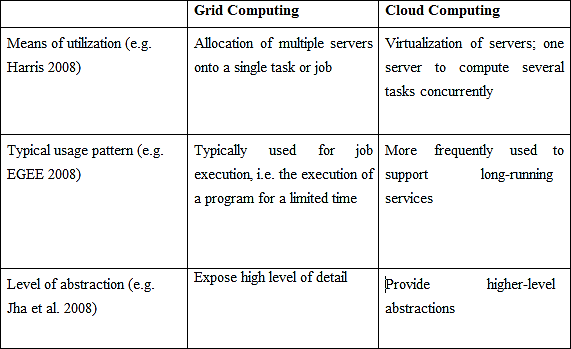 Grid Computing
Cloud Computing
Means of utilization (e.g.
Harris 2008)
Allocation of multiple servers
onto a single task or job
Virtualization of servers; one
server to compute several
tasks concurrently
Typical usage pattern (e.g.
EGEE 2008)
Typically used for job
execution, i.e. the execution of
a program for a limited time
More frequently used to
support long-running
services
Level of abstraction (e.g.
Jha et al. 2008)
Expose high level of detail
Provide higher-level
abstractions